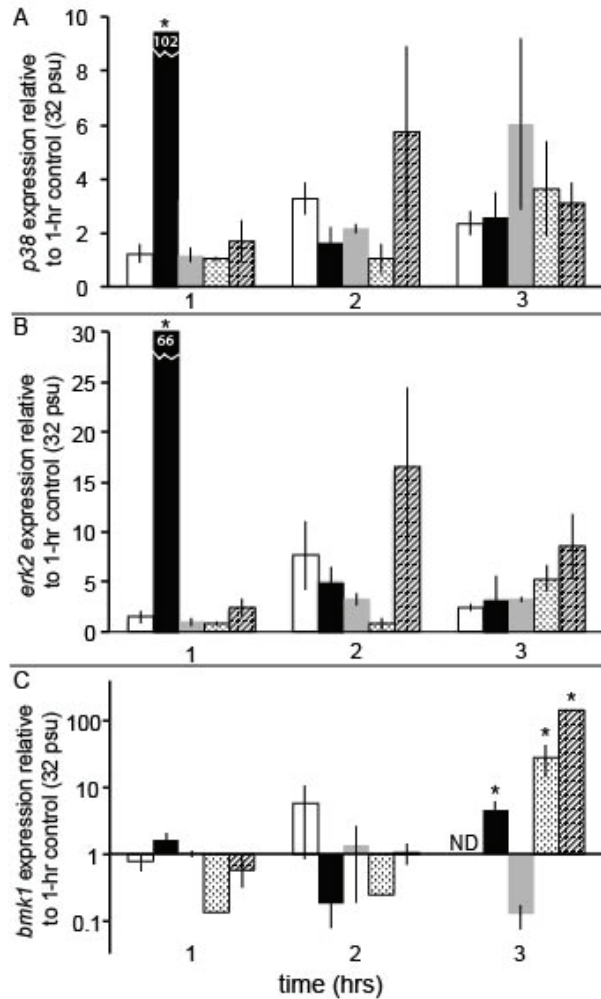 A
p38 expression relative
to 1-hr control (32 psu)
10
8
6
4
2
0
*
102
1 2 3
B
erk2 expression relative
to 1-hr control (32 psu)
30
25
20
15
10
5
0
*
66
1 2 3
C
bmk1 expression relative
to 1-hr control (32 psu)
100
10
1
0.1
ND
*
*
*
1 2 3
time (hrs)